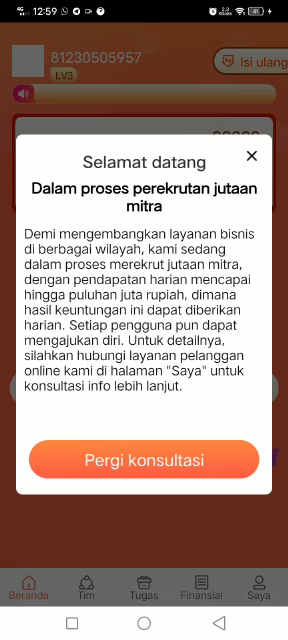 12:59
81230505957
LV3
Isi ulang
Selamat datang
Dalam proses perekrutan jutaan
mitra
Demi mengembangkan layanan bisnis
di berbagai wilayah, kami sedang
dalam proses merekrut jutaan mitra,
dengan pendapatan harian mencapai
hingga puluhan juta rupiah, dimana
hasil keuntungan ini dapat diberikan
harian. Setiap pengguna pun dapat
mengajukan diri. Untuk detailnya,
silahkan hubungi layanan pelanggan
online kami di halaman "Saya" untuk
konsultasi info lebih lanjut.
Pergi konsultasi
Beranda Tim Tugas Finansial Saya